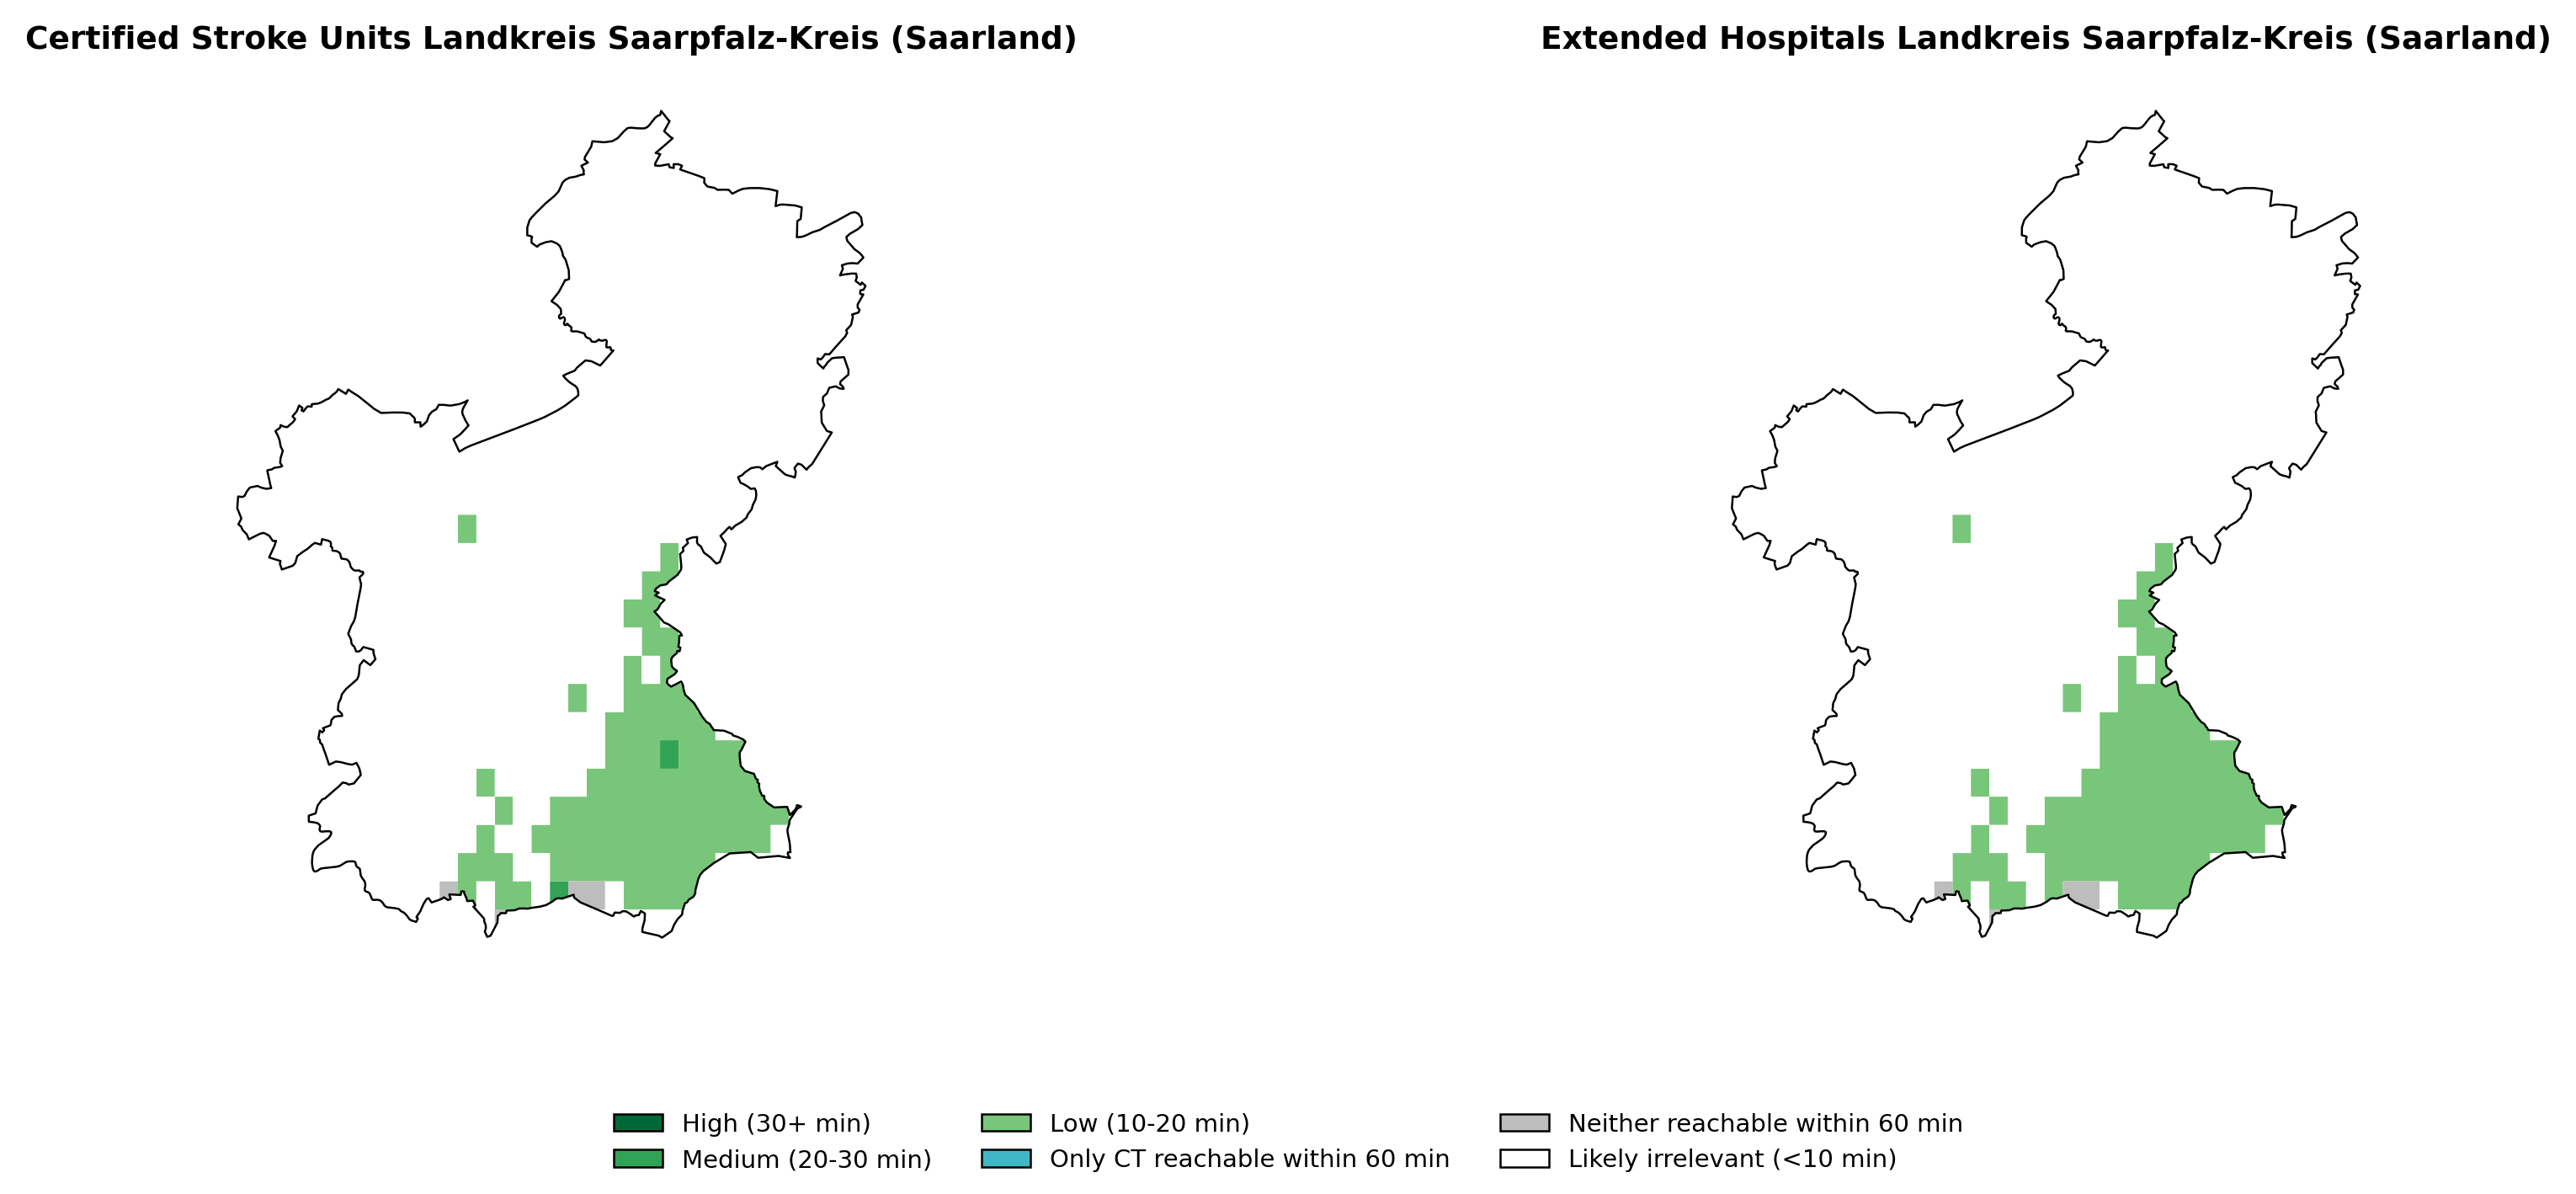 Certified Stroke Units Landkreis Saarpfalz-Kreis (Saarland)
Extended Hospitals Landkreis Saarpfalz-Kreis (Saarland)
High (30+ min)
Medium (20-30 min)
Low (10-20 min)
Only CT reachable within 60 min
Neither reachable within 60 min
Likely irrelevant (<10 min)